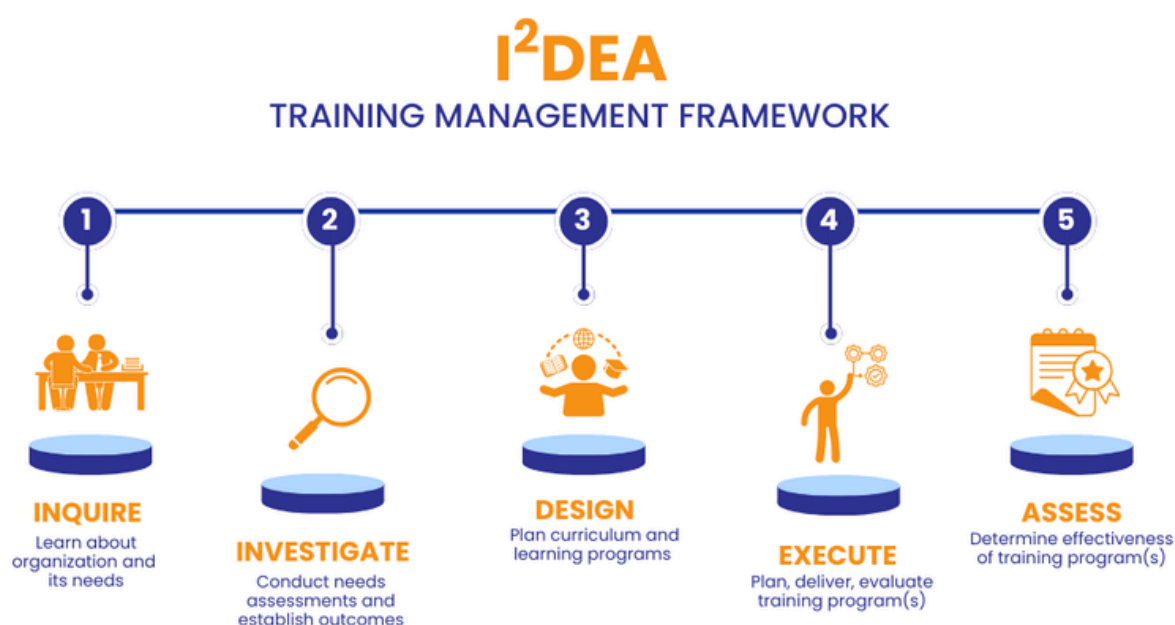 I²DEA
TRAINING MANAGEMENT FRAMEWORK
1
2
3
4
5
INQUIRE
Learn about
organization and
its needs
INVESTIGATE
Conduct needs
assessments and
establish outcomes
DESIGN
Plan curriculum and
learning programs
EXECUTE
Plan, deliver, evaluate
training program(s)
ASSESS
Determine effectiveness
of training program(s)